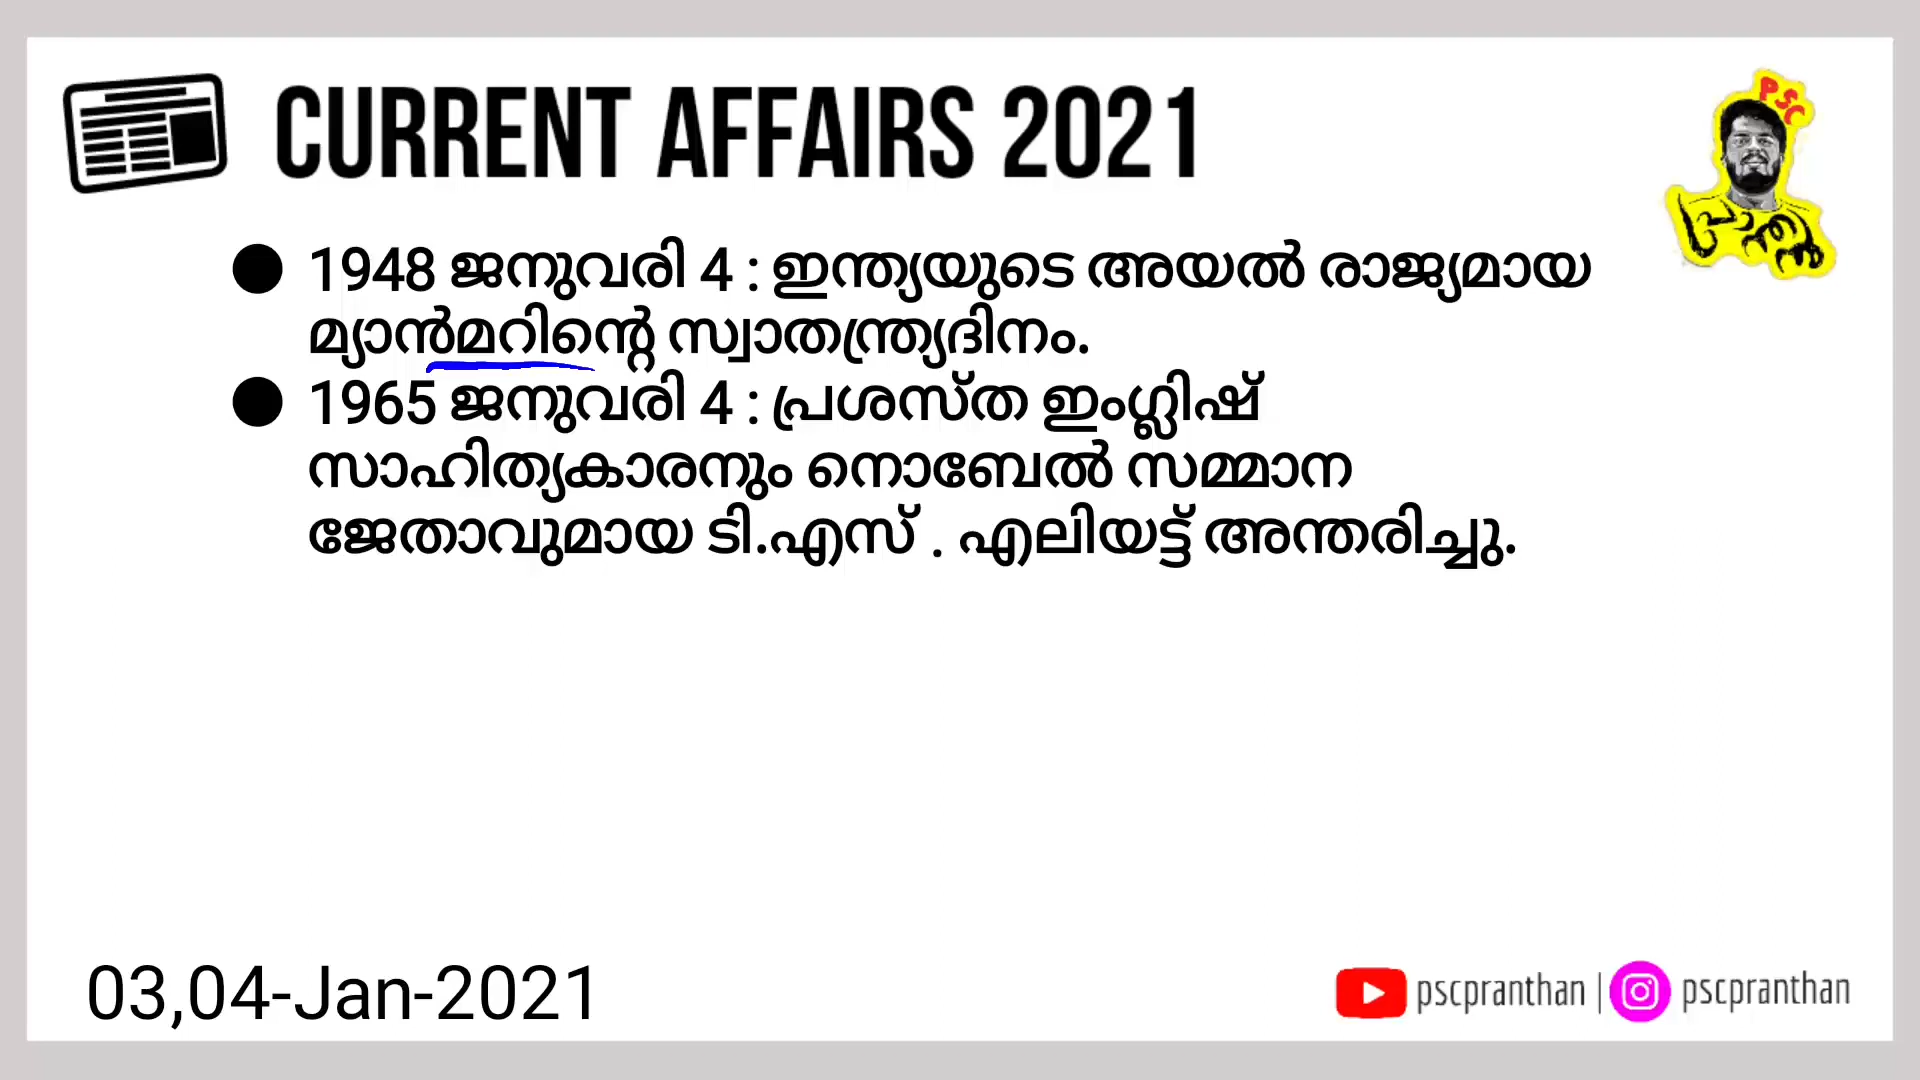 CURRENT AFFAIRS 2021
PSC
പ്രാന്തൻ
● 1948 ജനുവരി 4 : ഇന്ത്യയുടെ അയൽ രാജ്യമായ
മ്യാൻമറിന്റെ സ്വാതന്ത്ര്യദിനം.
● 1965 ജനുവരി 4 : പ്രശസ്ത ഇംഗ്ലിഷ്
സാഹിത്യകാരനും നൊബേൽ സമ്മാന
ജേതാവുമായ ടി.എസ് . എലിയട്ട് അന്തരിച്ചു.
03,04-Jan-2021
pscpranthan | pscpranthan